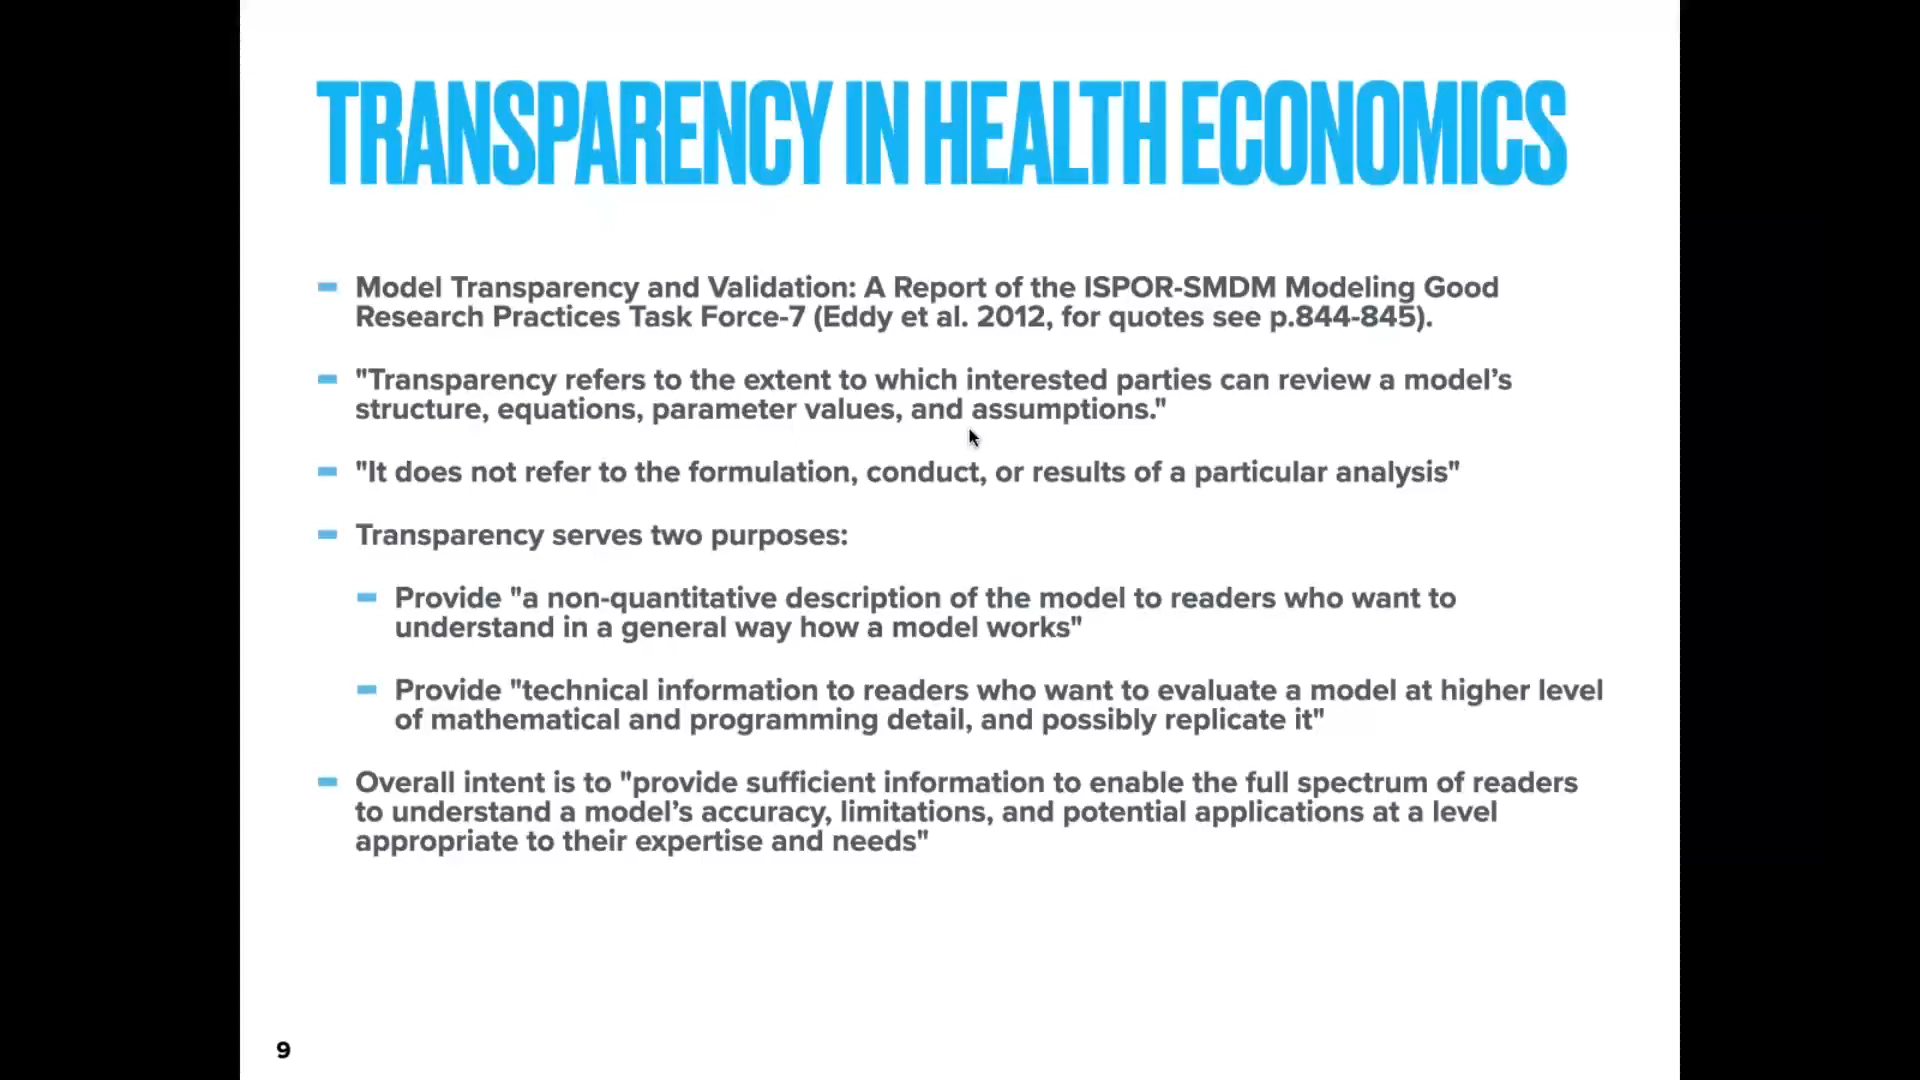 TRANSPARENCY IN HEALTH ECONOMICS
Model Transparency and Validation: A Report of the ISPOR-SMDM Modeling Good
Research Practices Task Force-7 (Eddy et al. 2012, for quotes see p.844-845).
"Transparency refers to the extent to which interested parties can review a model’s
structure, equations, parameter values, and assumptions."
"It does not refer to the formulation, conduct, or results of a particular analysis"
Transparency serves two purposes:
Provide "a non-quantitative description of the model to readers who want to
understand in a general way how a model works"
Provide "technical information to readers who want to evaluate a model at higher level
of mathematical and programming detail, and possibly replicate it"
Overall intent is to "provide sufficient information to enable the full spectrum of readers
to understand a model’s accuracy, limitations, and potential applications at a level
appropriate to their expertise and needs"
9